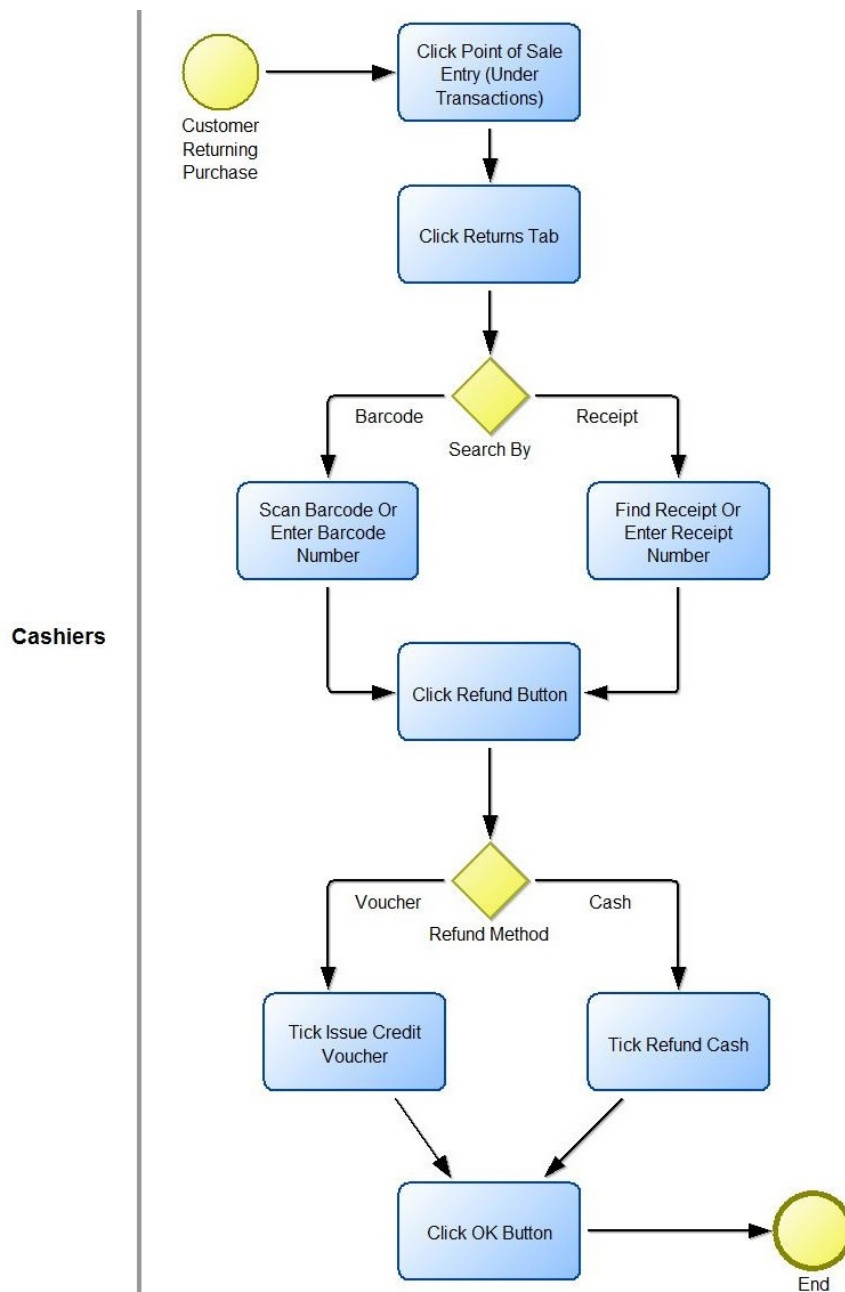 Click Point of Sale
Entry (Under
Transactions)
Customer
Returning
Purchase
Click Returns Tab
Barcode
Receipt
Search By
Scan Barcode Or
Enter Barcode
Number
Find Receipt Or
Enter Receipt
Number
Cashiers
Click Refund Button
Voucher
Cash
Refund Method
Tick Issue Credit
Voucher
Tick Refund Cash
Click OK Button
End